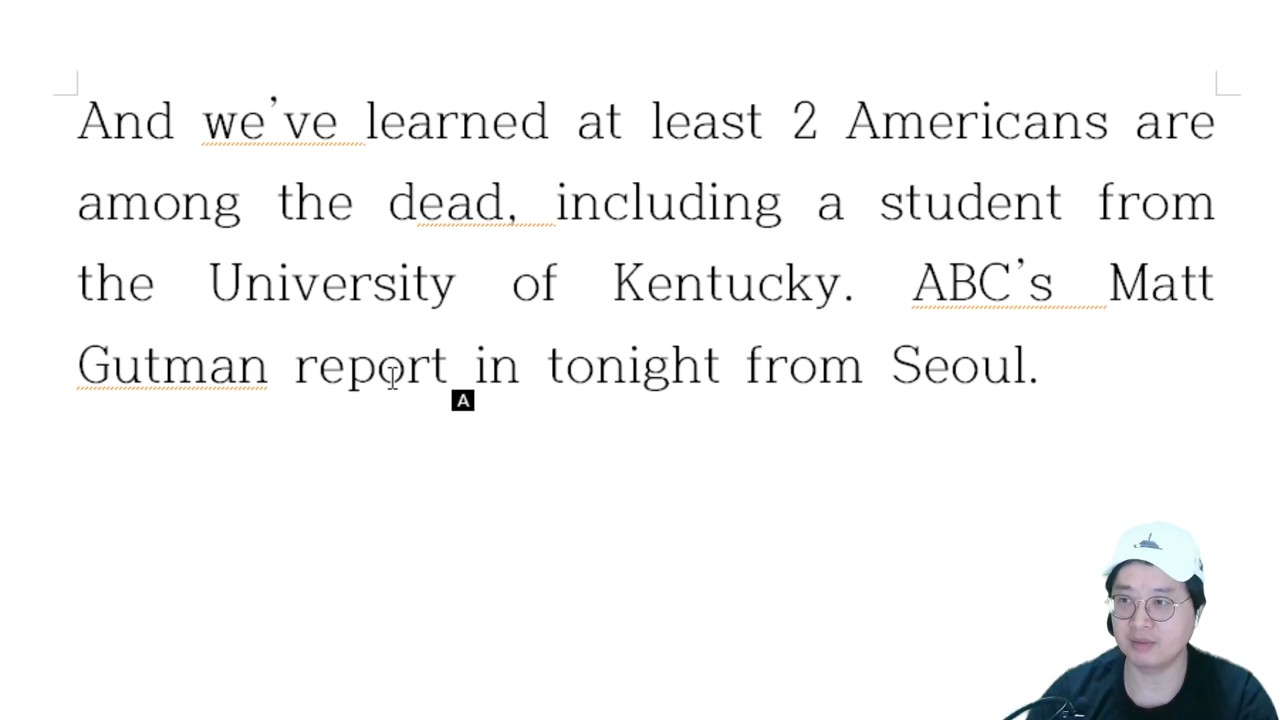 And we’ve learned at least 2 Americans are
among the dead, including a student from
the University of Kentucky. ABC’s Matt
Gutman report in tonight from Seoul.
A